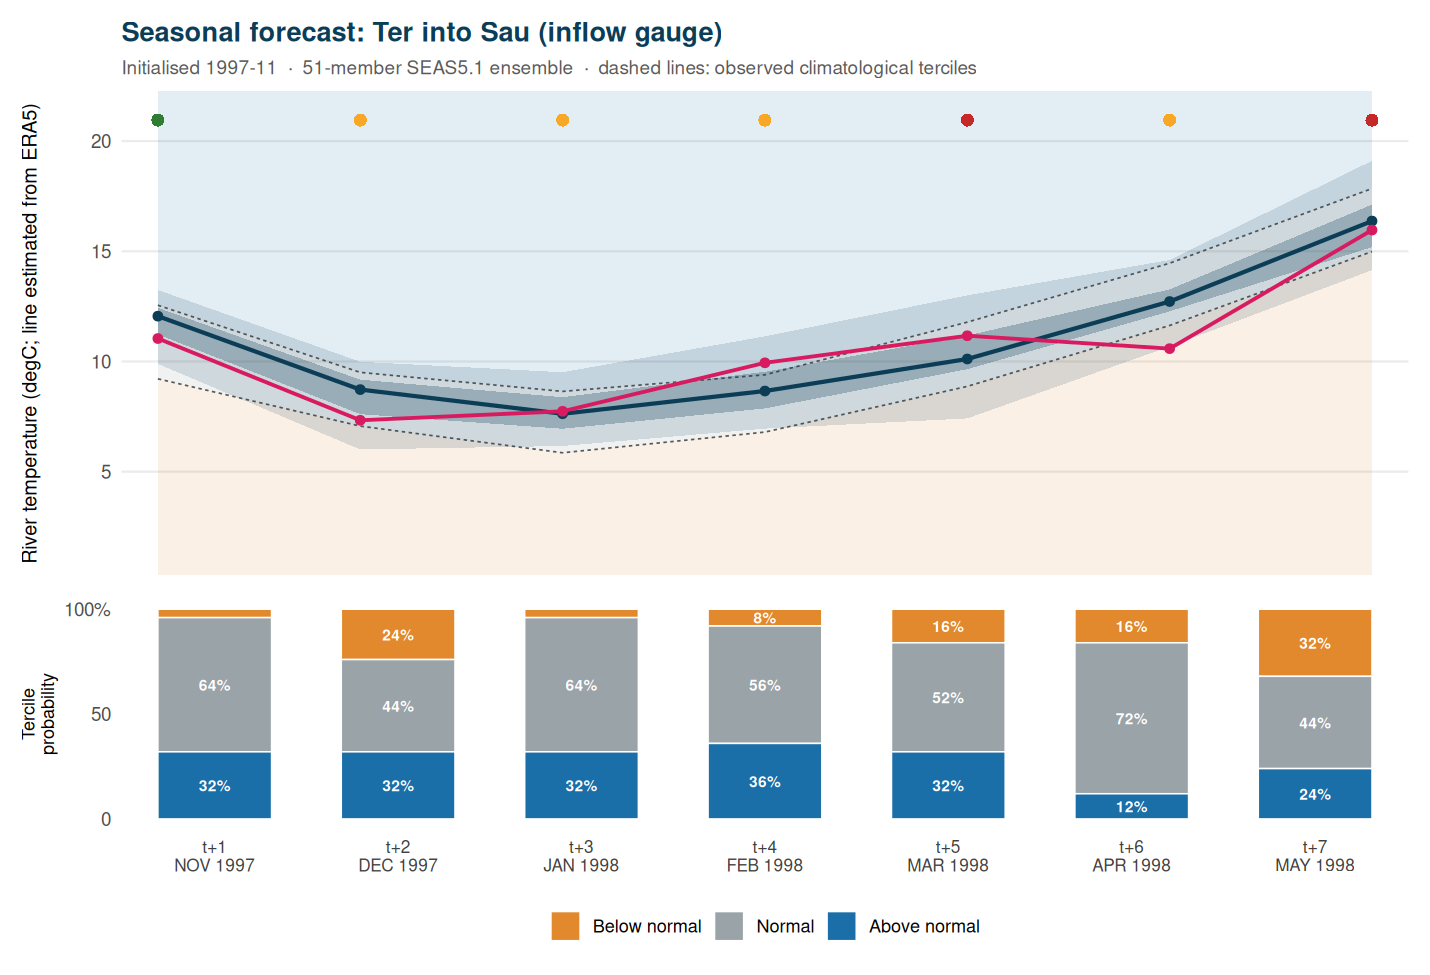 Seasonal forecast: Ter into Sau (inflow gauge)
Initialised 1997-11 · 51-member SEAS5.1 ensemble · dashed lines: observed climatological terciles
River temperature (degC; line estimated from ERA5)
20
15
10
5
Tercile
probability
100%
50
0
64%
32%
24%
44%
32%
64%
32%
8%
56%
36%
16%
52%
32%
16%
72%
12%
32%
44%
24%
t+1
NOV 1997
t+2
DEC 1997
t+3
JAN 1998
t+4
FEB 1998
t+5
MAR 1998
t+6
APR 1998
t+7
MAY 1998
Below normal
Normal
Above normal